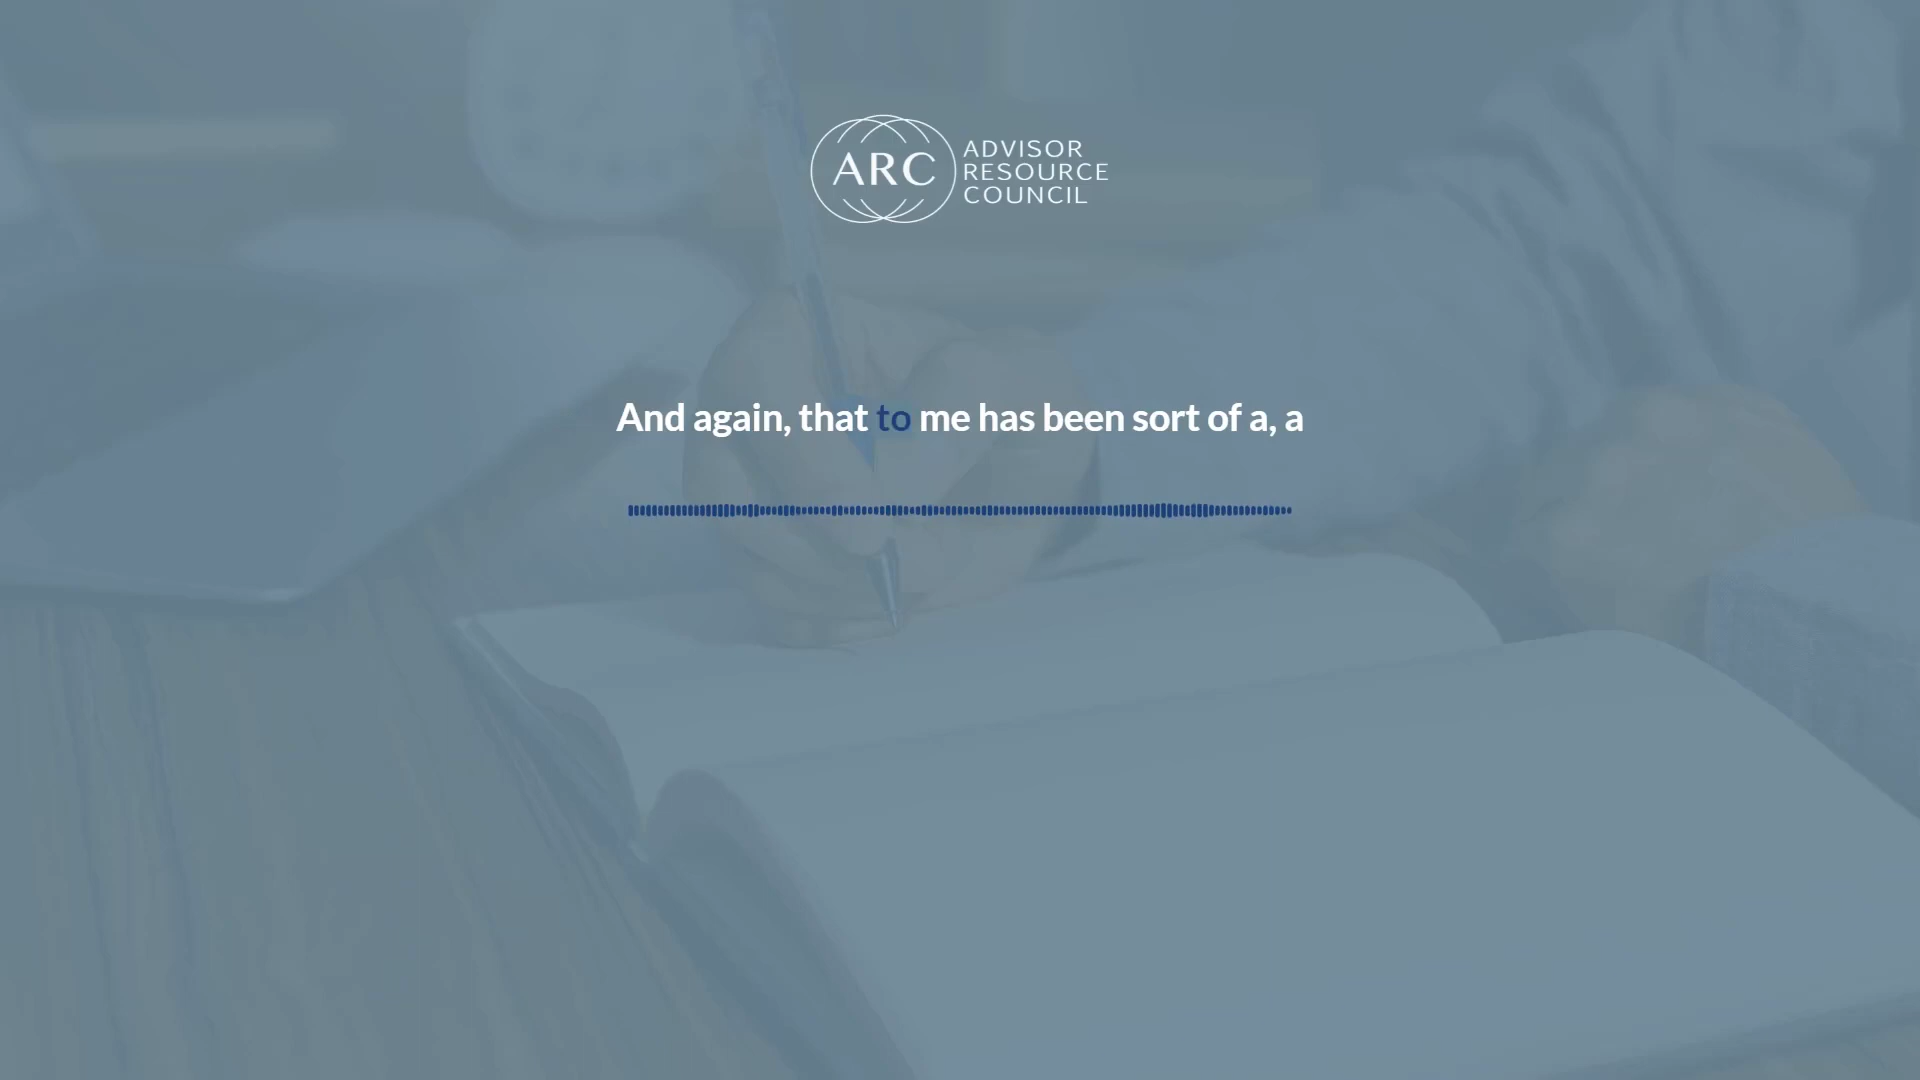 ARC
ADVISOR
RESOURCE
COUNCIL
And again, that to me has been sort of a, a